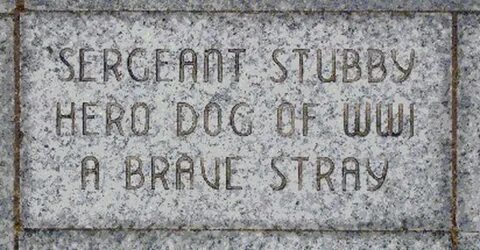 SERGEANT STUBBY
HERO DOG OF WWI
A BRAVE STRAY